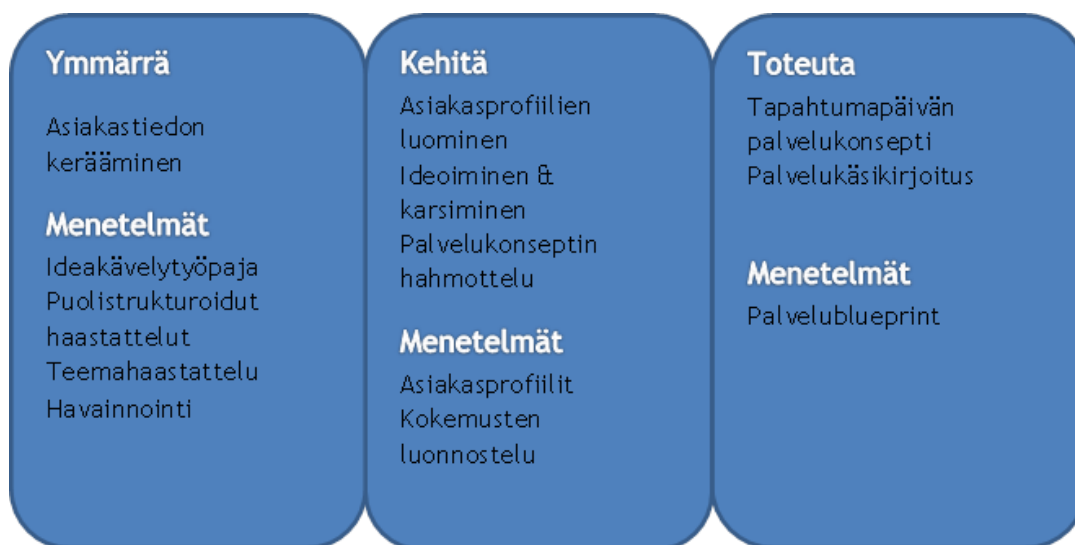 Ymmärrä
Asiakastiedon
kerääminen
Menetelmät
Ideakävelytyöpaja
Puolistrukturoidut
haastattelut
Teemahaastattelu
Havainnointi
Kehitä
Asiakasprofiilien
luominen
Ideoiminen &
karsiminen
Palvelukonseptin
hahmottelu
Menetelmät
Asiakasprofiilit
Kokemusten
luonnostelu
Toteuta
Tapahtumapäivän
palvelukonsepti
Palvelukäsikirjoitus
Menetelmät
Palvelublueprint